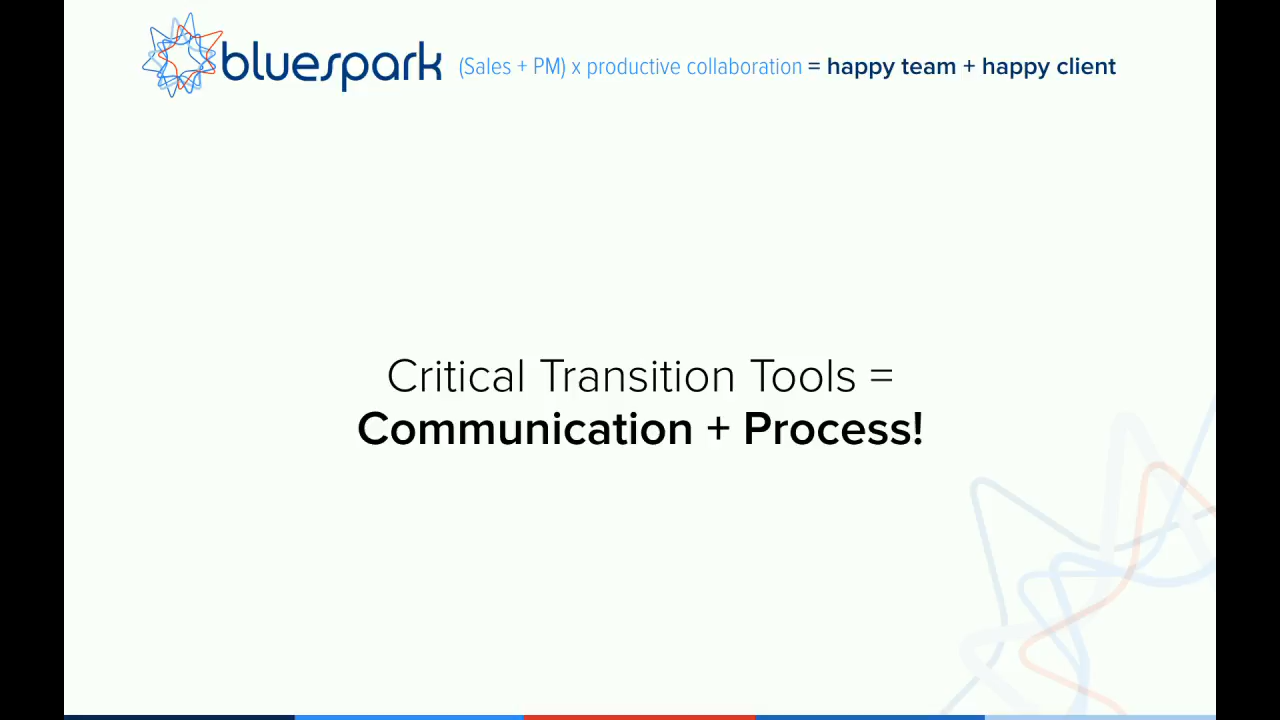 bluespark (Sales + PM) x productive collaboration = happy team + happy client
Critical Transition Tools =
Communication + Process!